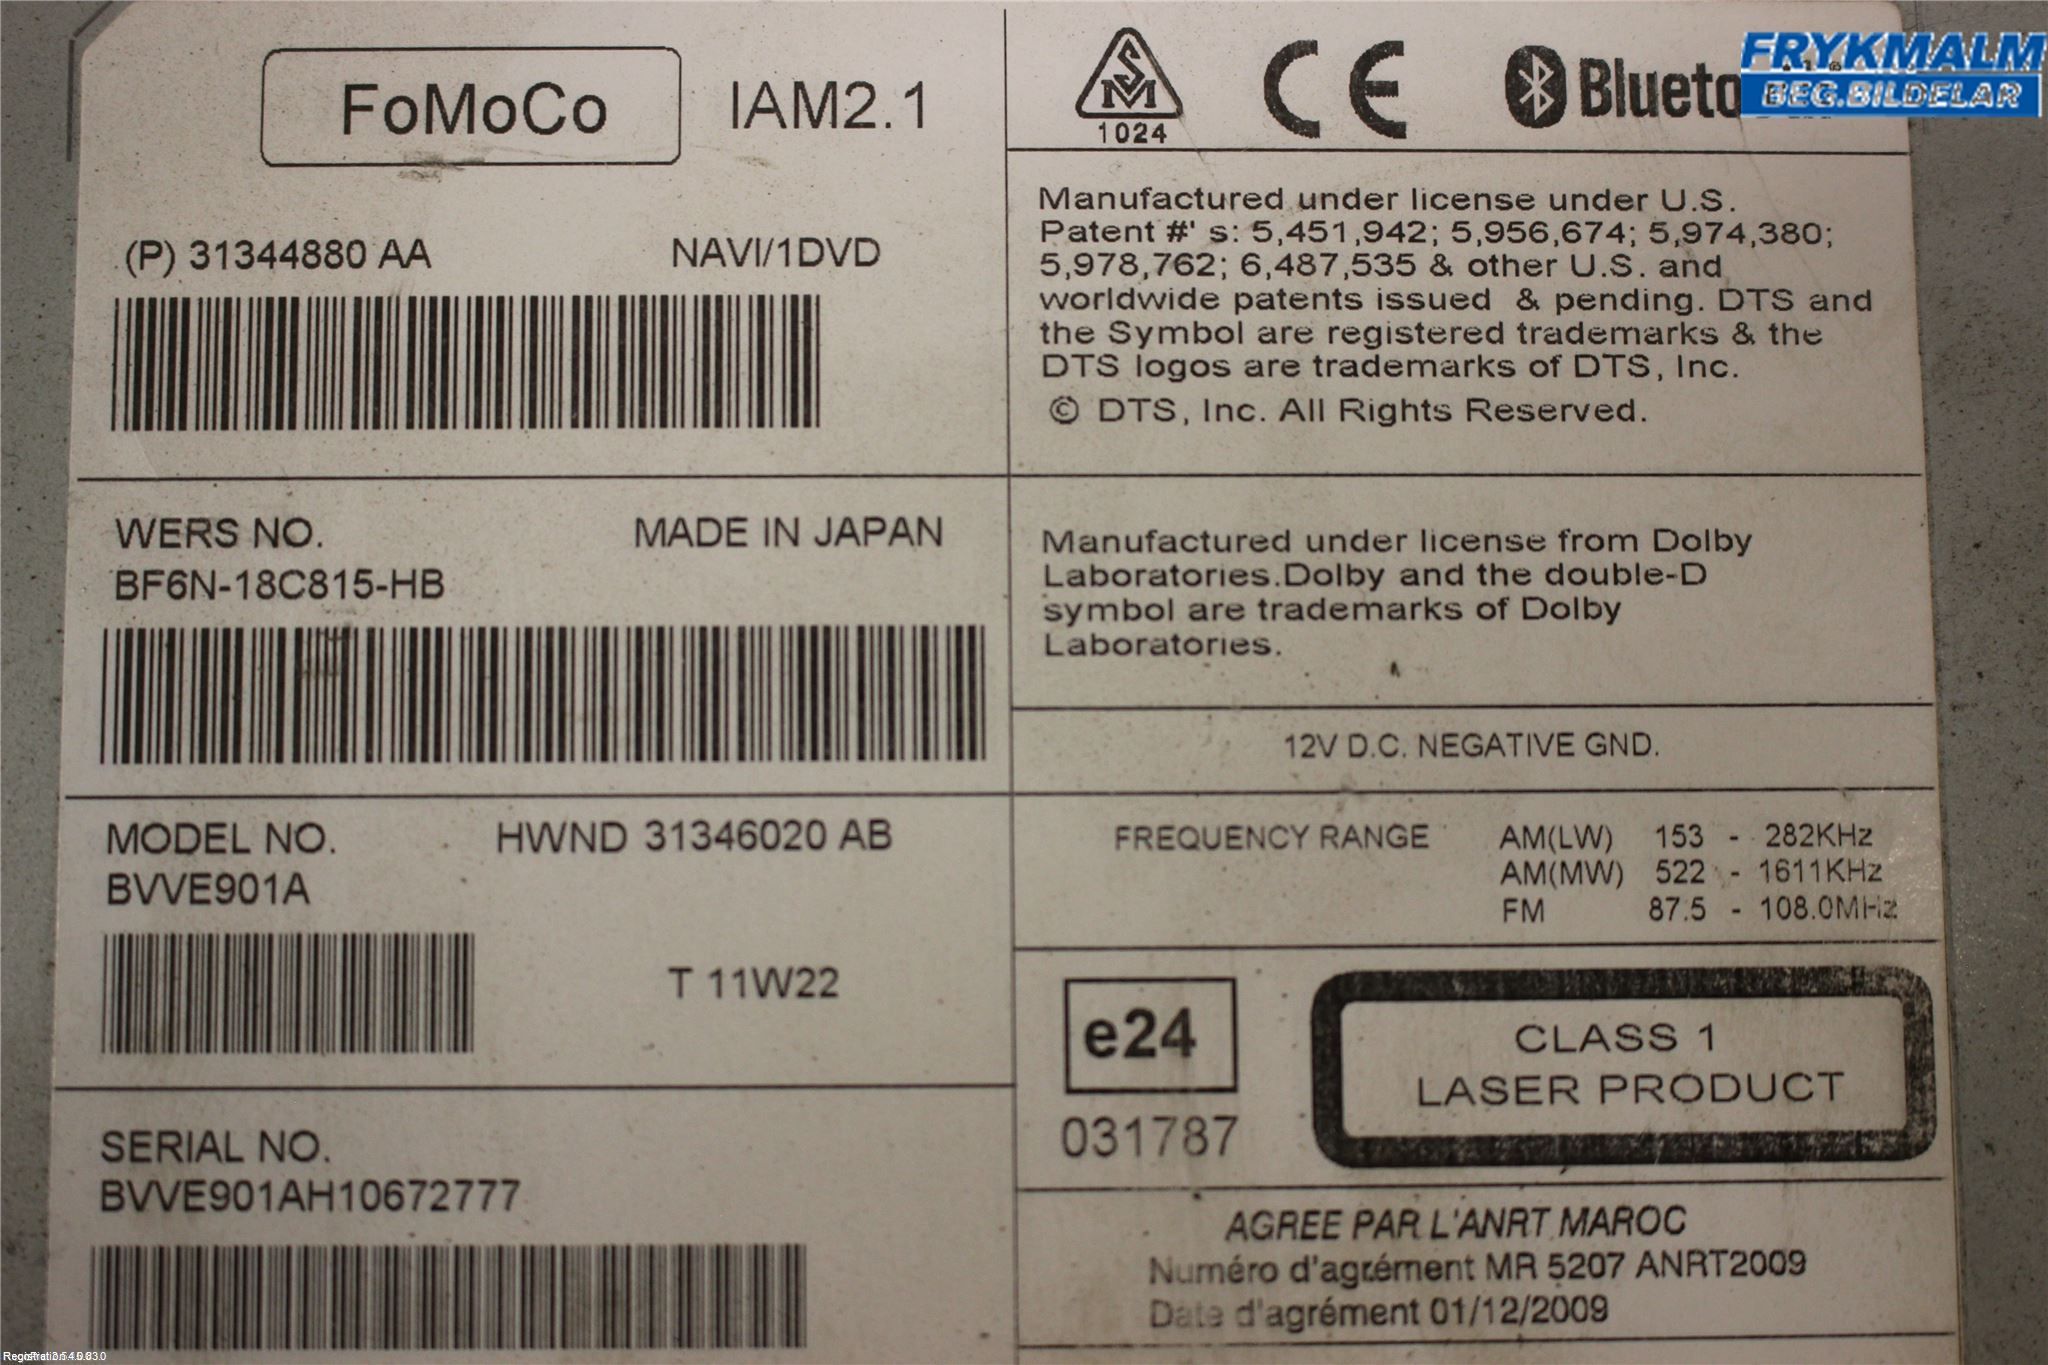 FoMoCo
IAM2.1
(P) 31344880 AA
NAVI/1DVD
WERS NO.
MADE IN JAPAN
BF6N-18C815-HB
MODEL NO.
HWND 31346020 AB
BVVE901A
T 11W22
SERIAL NO.
BVVE901AH10672777
SM
1024
CE
FRYKMALM
BEG.BILDELAR
Manufactured under license under U.S.
Patent #' s: 5,451,942; 5,956,674; 5,974,380;
5,978,762; 6,487,535 & other U.S. and
worldwide patents issued & pending. DTS and
the Symbol are registered trademarks & the
DTS logos are trademarks of DTS, Inc.
© DTS, Inc. All Rights Reserved.
Manufactured under license from Dolby
Laboratories.Dolby and the double-D
symbol are trademarks of Dolby
Laboratories.
12V D.C. NEGATIVE GND.
FREQUENCY RANGE AM(LW) 153 - 282KHz
AM(MW) 522 - 1611KHz
FM 87.5 - 108.0MHz
e24
031787
CLASS 1
LASER PRODUCT
AGREE PAR L'ANRT MAROC
Numéro d'agrément MR 5207 ANRT2009
Date d'agrément 01/12/2009